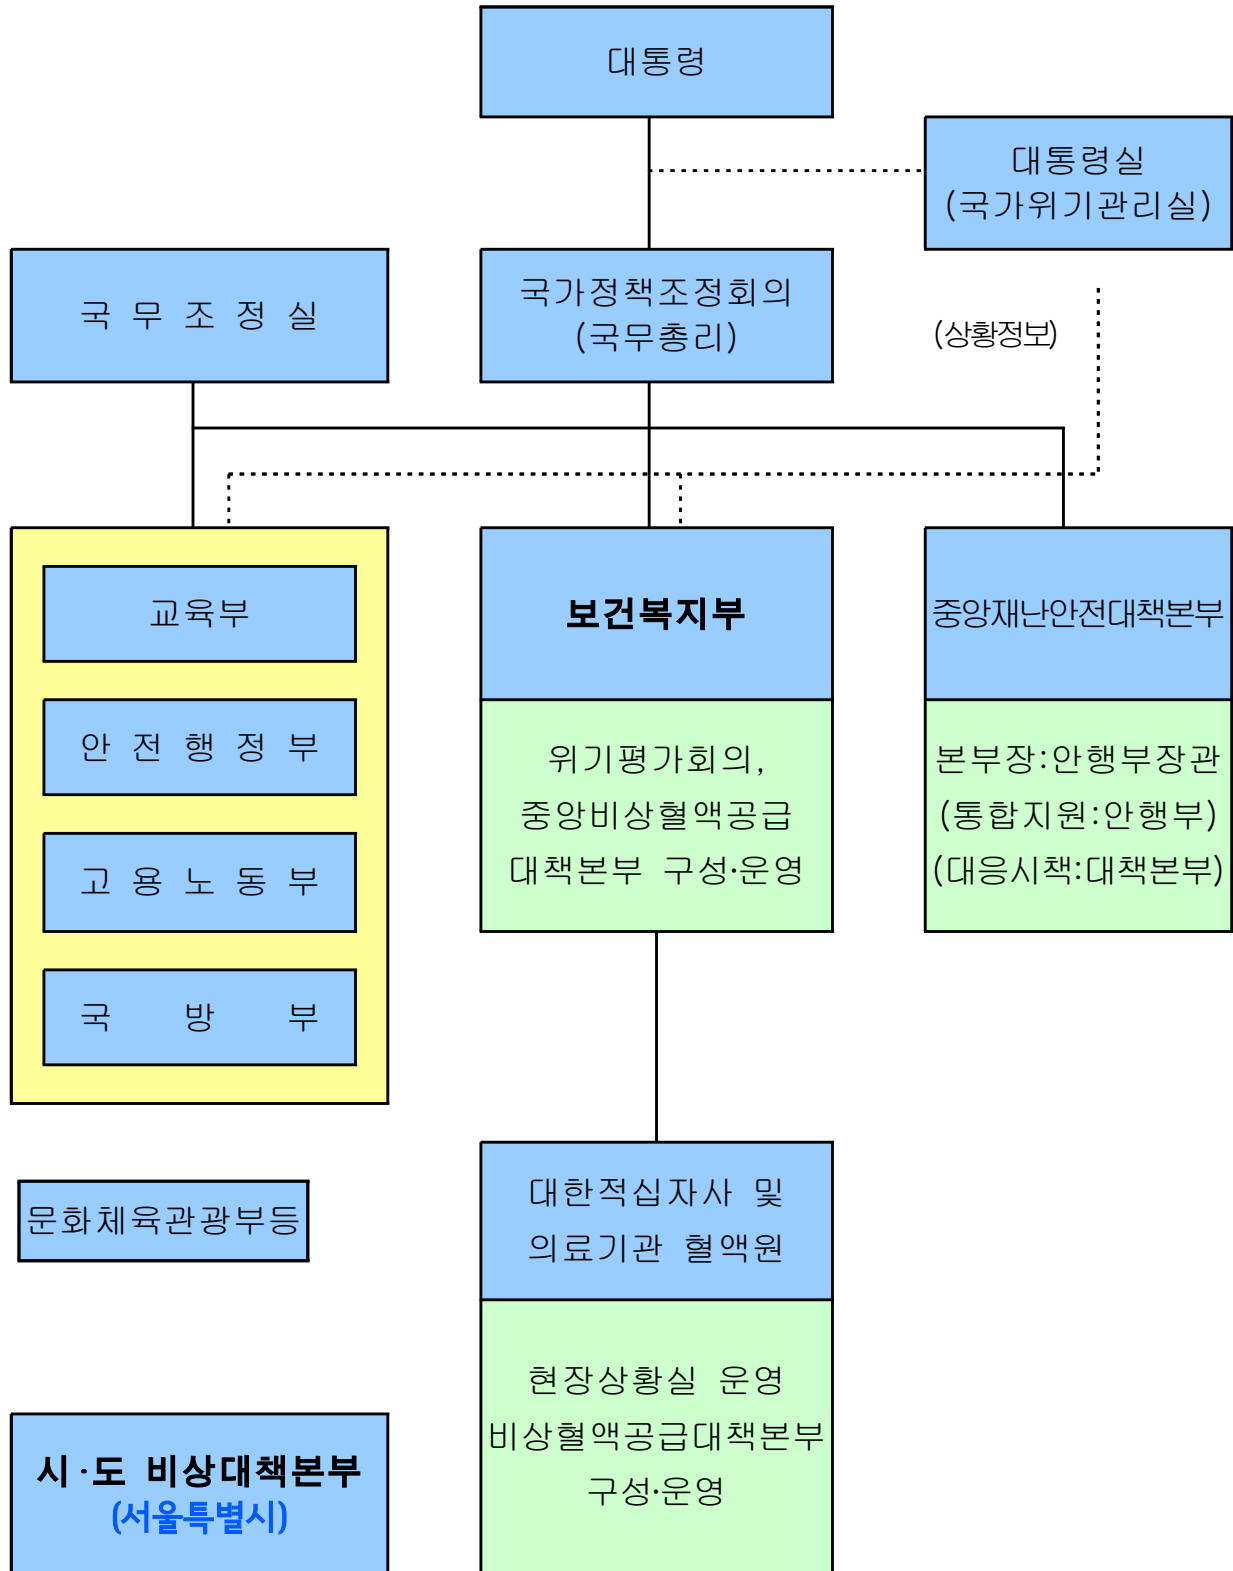 대통령
대통령실
(국가위기관리실)
국 무 조 정 실
국가정책조정회의
(국무총리)
(상황정보)
교육부
안 전 행 정 부
고 용 노 동 부
국 방 부
보건복지부
위기평가회의,
중앙비상혈액공급
대책본부 구성·운영
중앙재난안전대책본부
본부장:안행부장관
(통합지원:안행부)
(대응시책:대책본부)
문화체육관광부등
대한적십자사 및
의료기관 혈액원
현장상황실 운영
비상혈액공급대책본부
구성·운영
시·도 비상대책본부
(서울특별시)